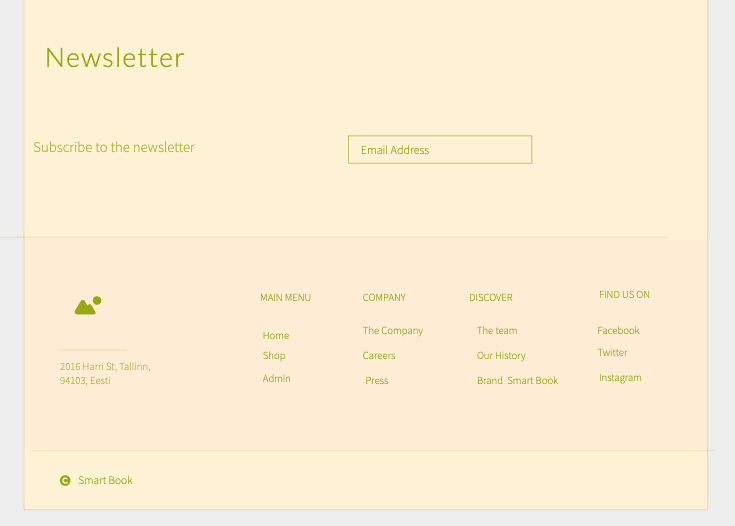 Newsletter
Subscribe to the newsletter
Email Address
MAIN MENU
Home
Shop
Admin
COMPANY
The Company
Careers
Press
DISCOVER
The team
Our History
Brand Smart Book
FIND US ON
Facebook
Twitter
Instagram
2016 Harri St, Tallinn,
94103, Eesti
© Smart Book